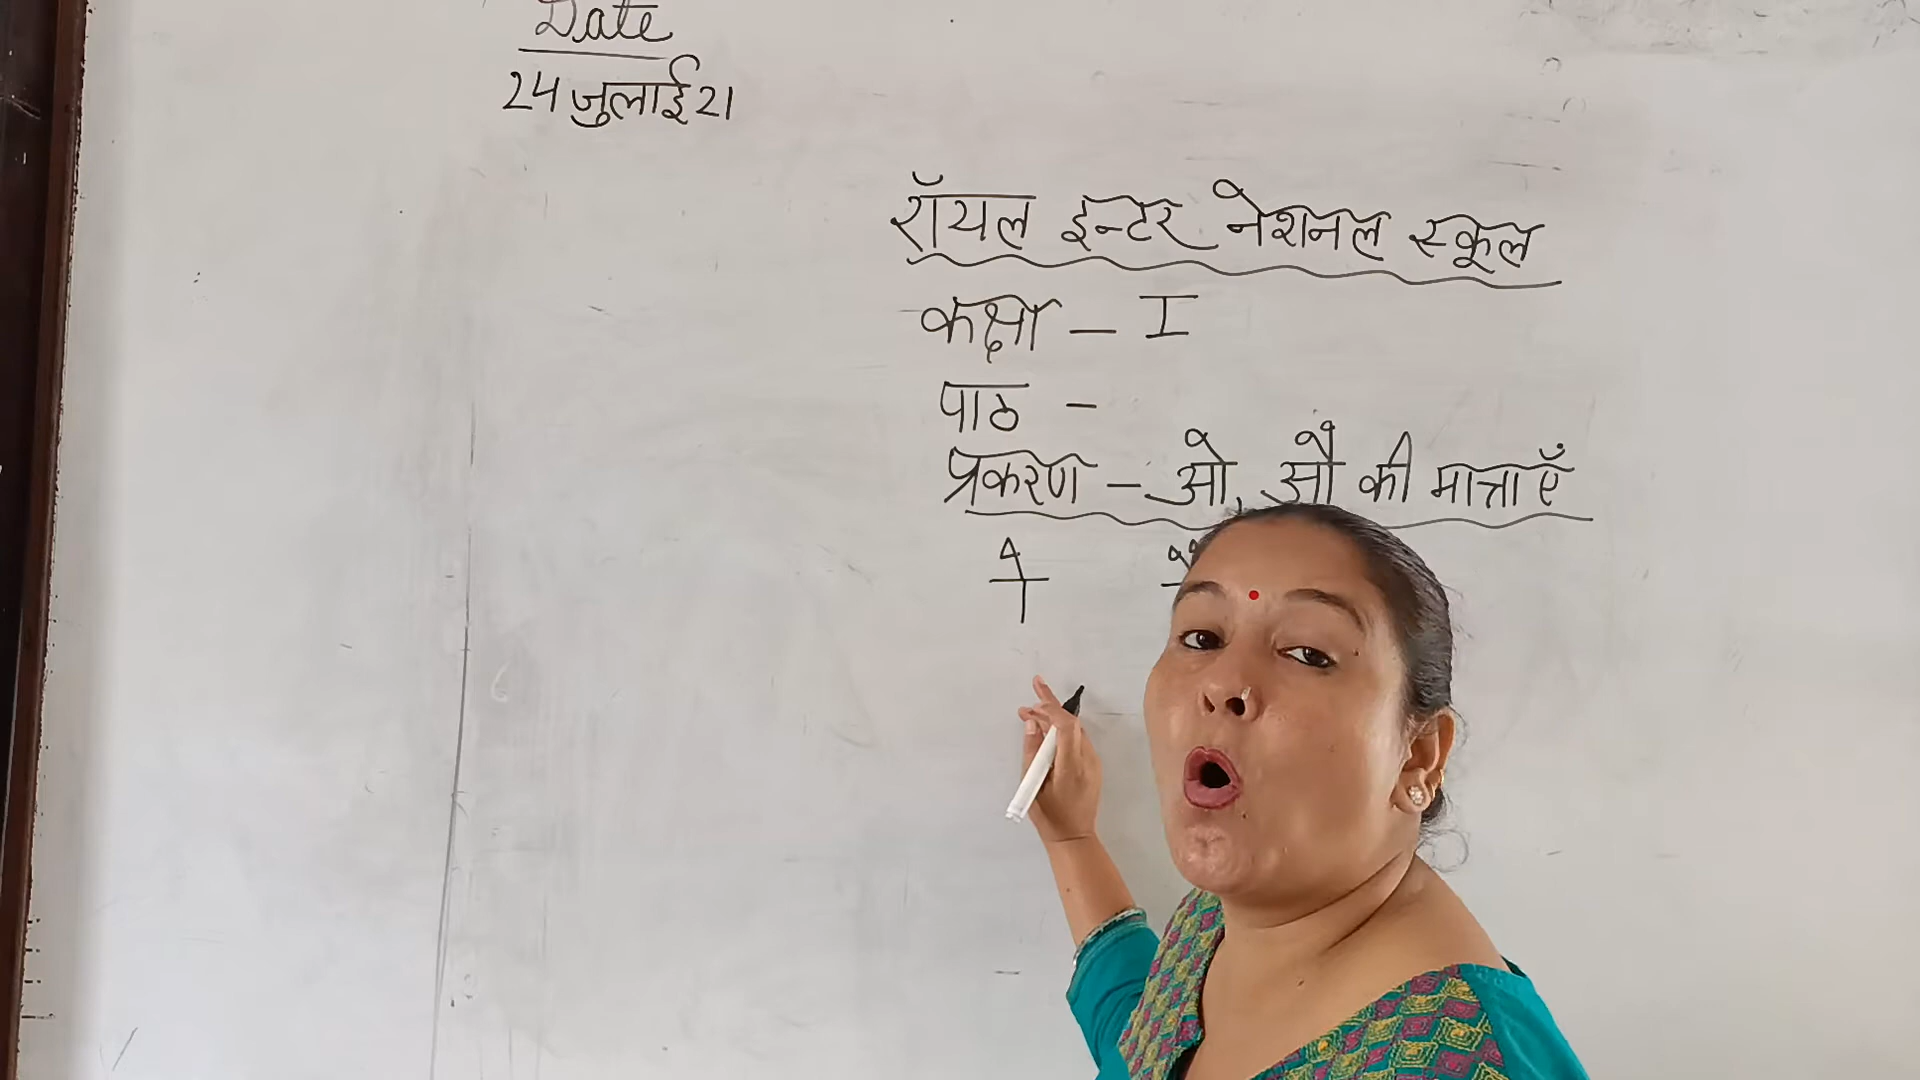 Date
24 जुलाई 21
रॉयल इन्टर नेशनल स्कूल
कक्षा - I
पाठ -
प्रकरण - ओ, औ की मात्राएँ
ो ौ